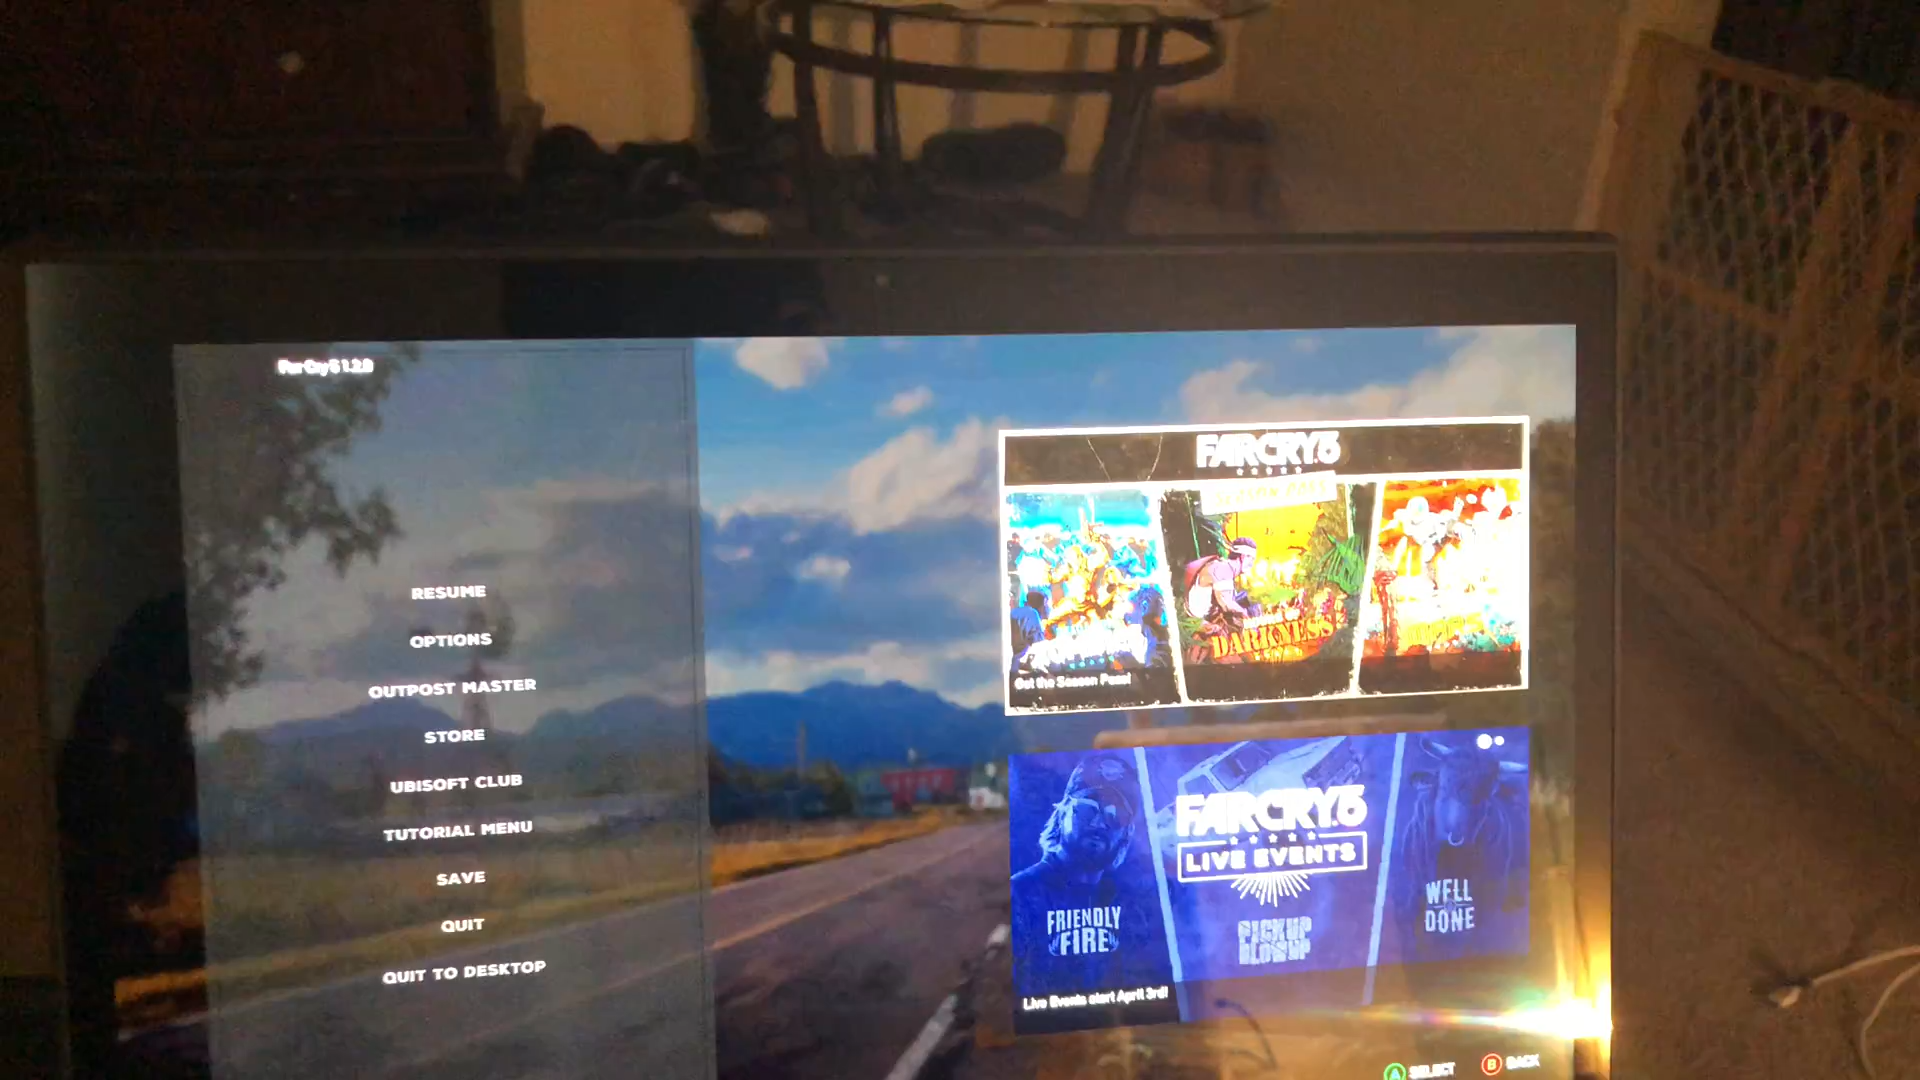 Far Cry 5 1.2.0
RESUME
OPTIONS
OUTPOST MASTER
STORE
UBISOFT CLUB
TUTORIAL MENU
SAVE
QUIT
QUIT TO DESKTOP
FARCRY5
SEASON PASS
DARKNESS
Get the Season Pass!
FARCRY5
LIVE EVENTS
FRIENDLY
FIRE
PICKUP
BLOWUP
WELL
DONE
Live Events start April 3rd!
A SELECT B BACK